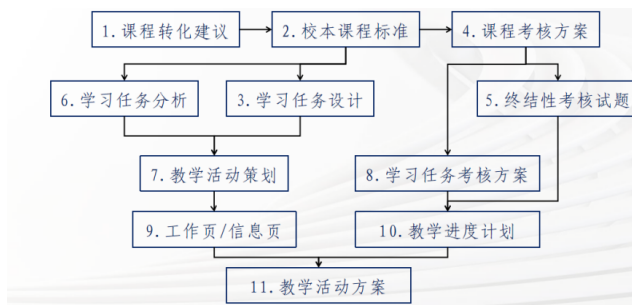 1.课程转化建议
2.校本课程标准
4.课程考核方案
6.学习任务分析
3.学习任务设计
5.终结性考核试题
7.教学活动策划
8.学习任务考核方案
9.工作页/信息页
10.教学进度计划
11.教学活动方案